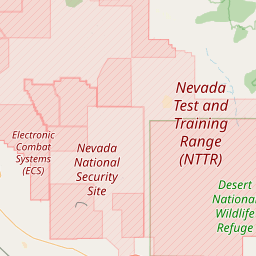 Nevada
Test and
Training
Range
(NTTR)
Electronic
Combat
Systems
(ECS)
Nevada
National
Security
Site
Desert
National
Wildlife
Refuge